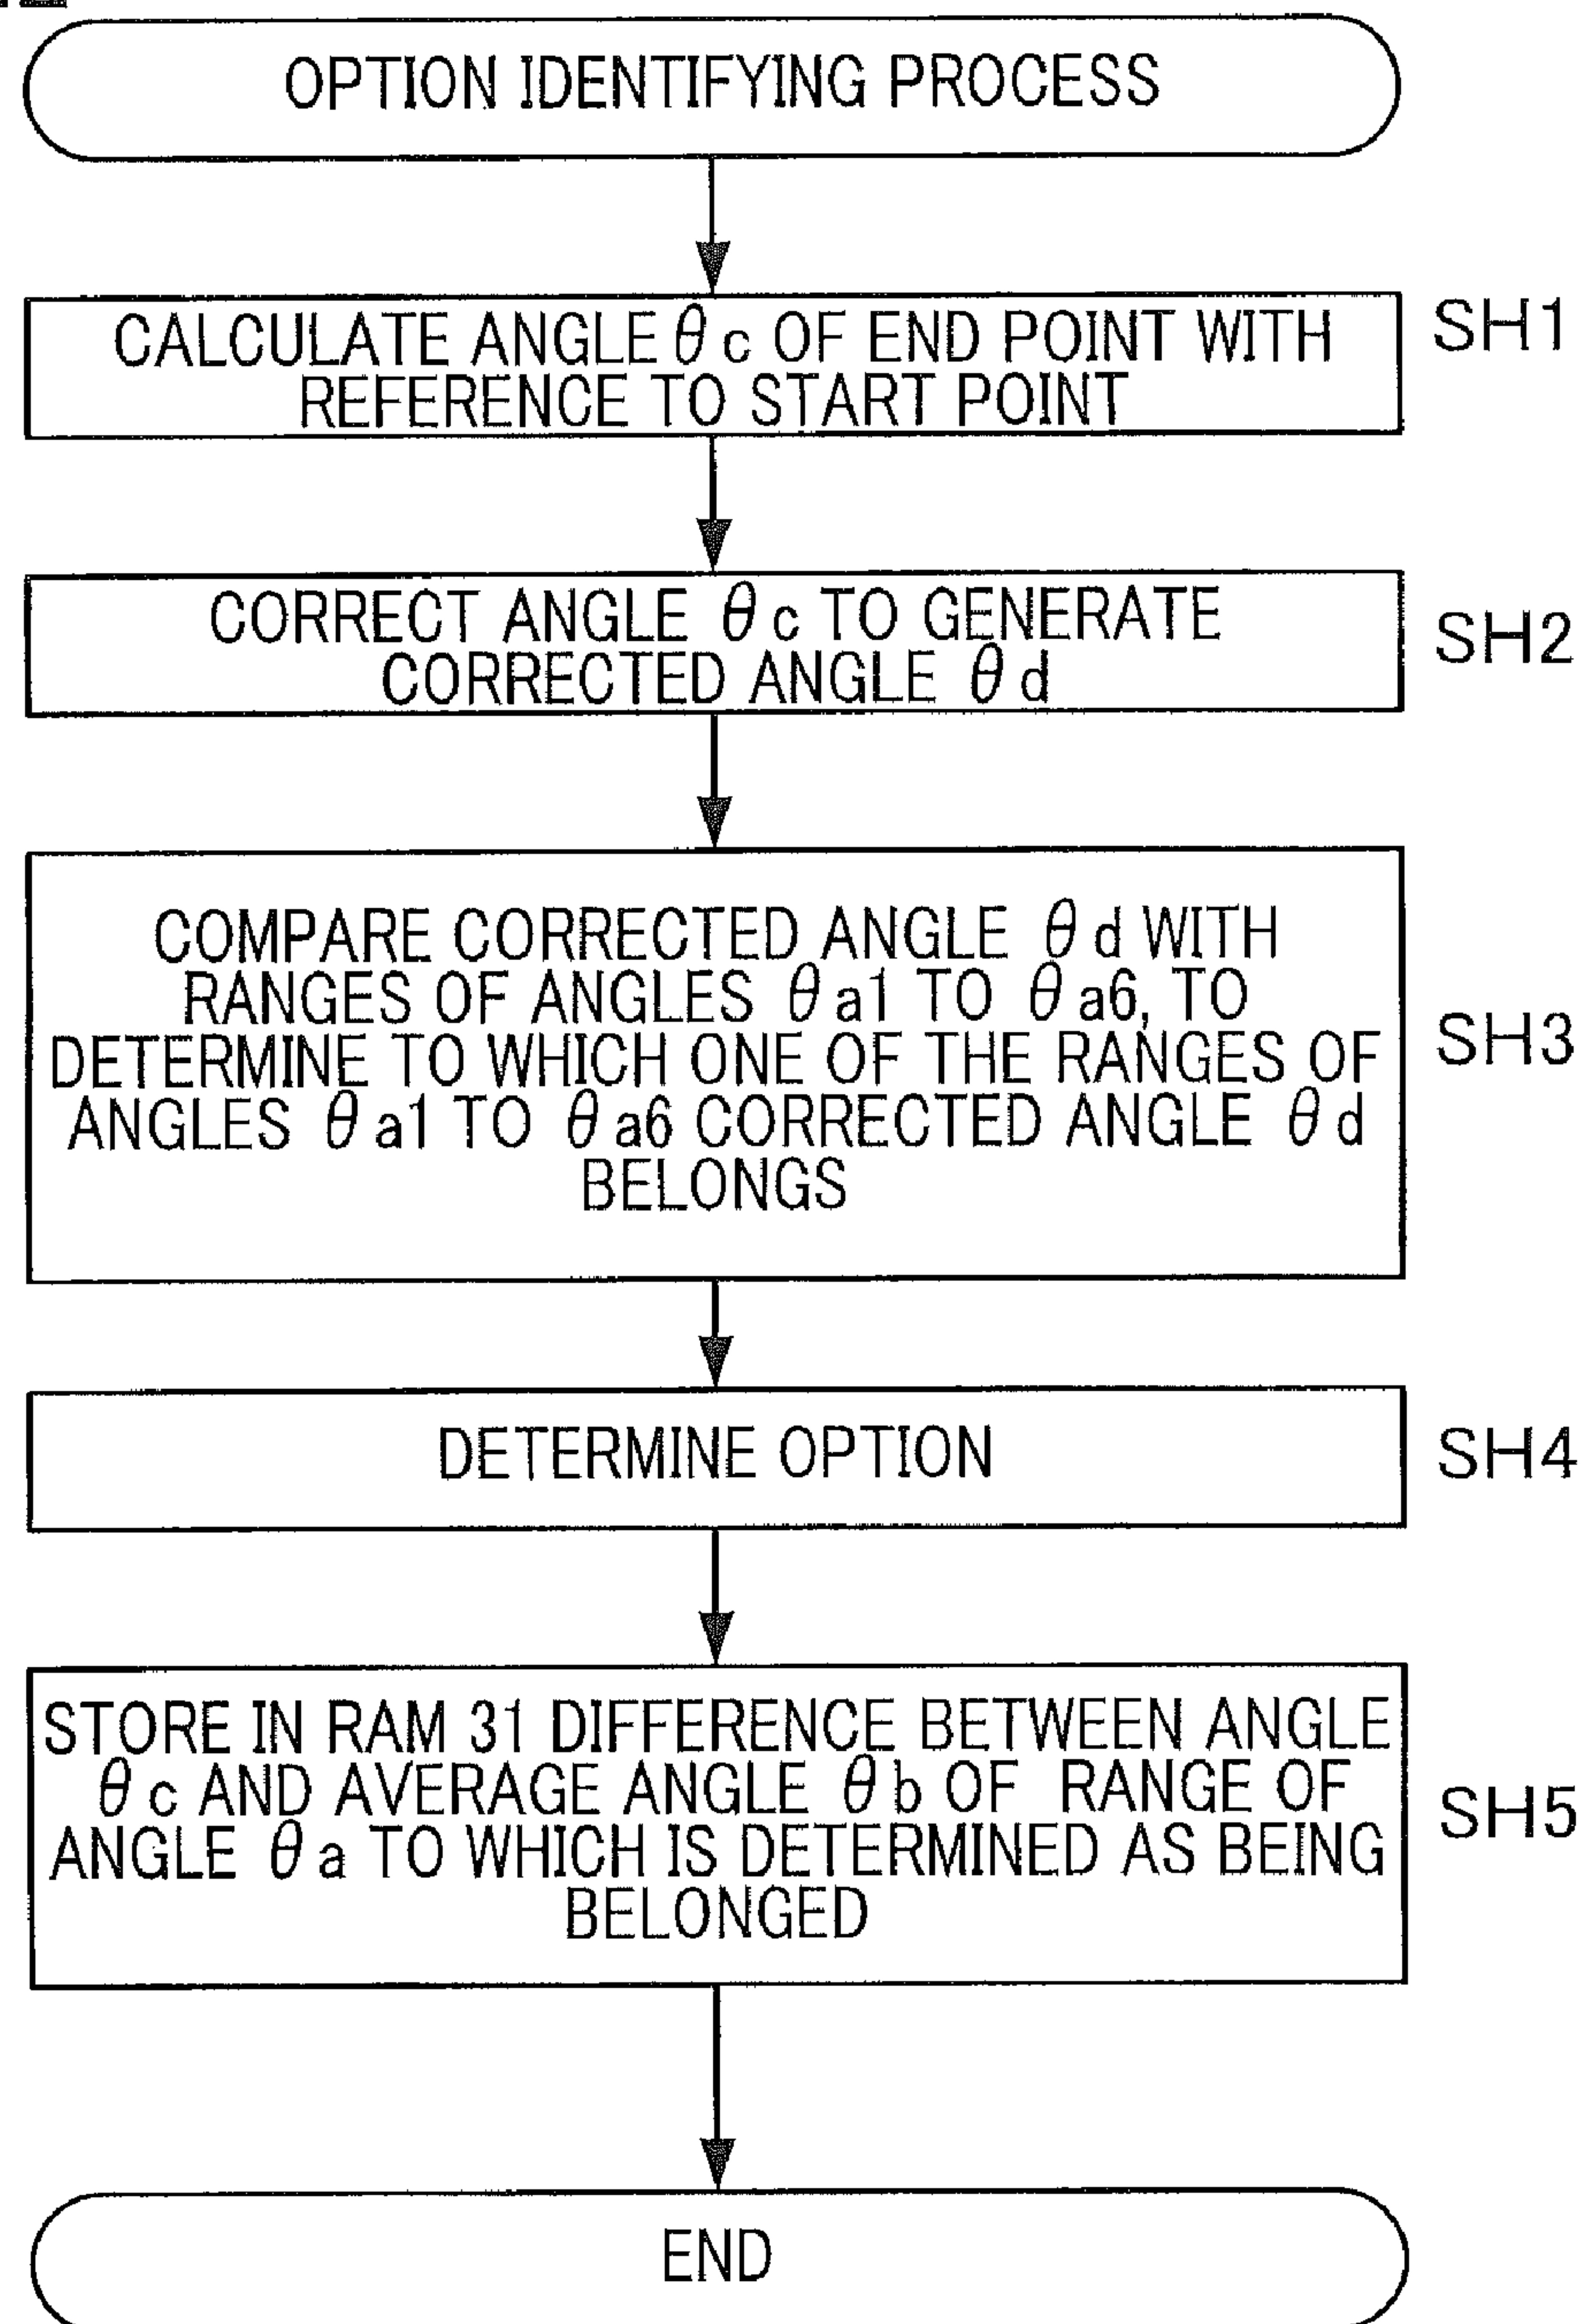 OPTION IDENTIFYING PROCESS
CALCULATE ANGLE θc OF END POINT WITH
REFERENCE TO START POINT
SH1
CORRECT ANGLE θc TO GENERATE
CORRECTED ANGLE θd
SH2
COMPARE CORRECTED ANGLE θd WITH
RANGES OF ANGLES θa1 TO θa6, TO
DETERMINE TO WHICH ONE OF THE RANGES OF
ANGLES θa1 TO θa6 CORRECTED ANGLE θd
BELONGS
SH3
DETERMINE OPTION
SH4
STORE IN RAM 31 DIFFERENCE BETWEEN ANGLE
θc AND AVERAGE ANGLE θb OF RANGE OF
ANGLE θa TO WHICH IS DETERMINED AS BEING
BELONGED
SH5
END